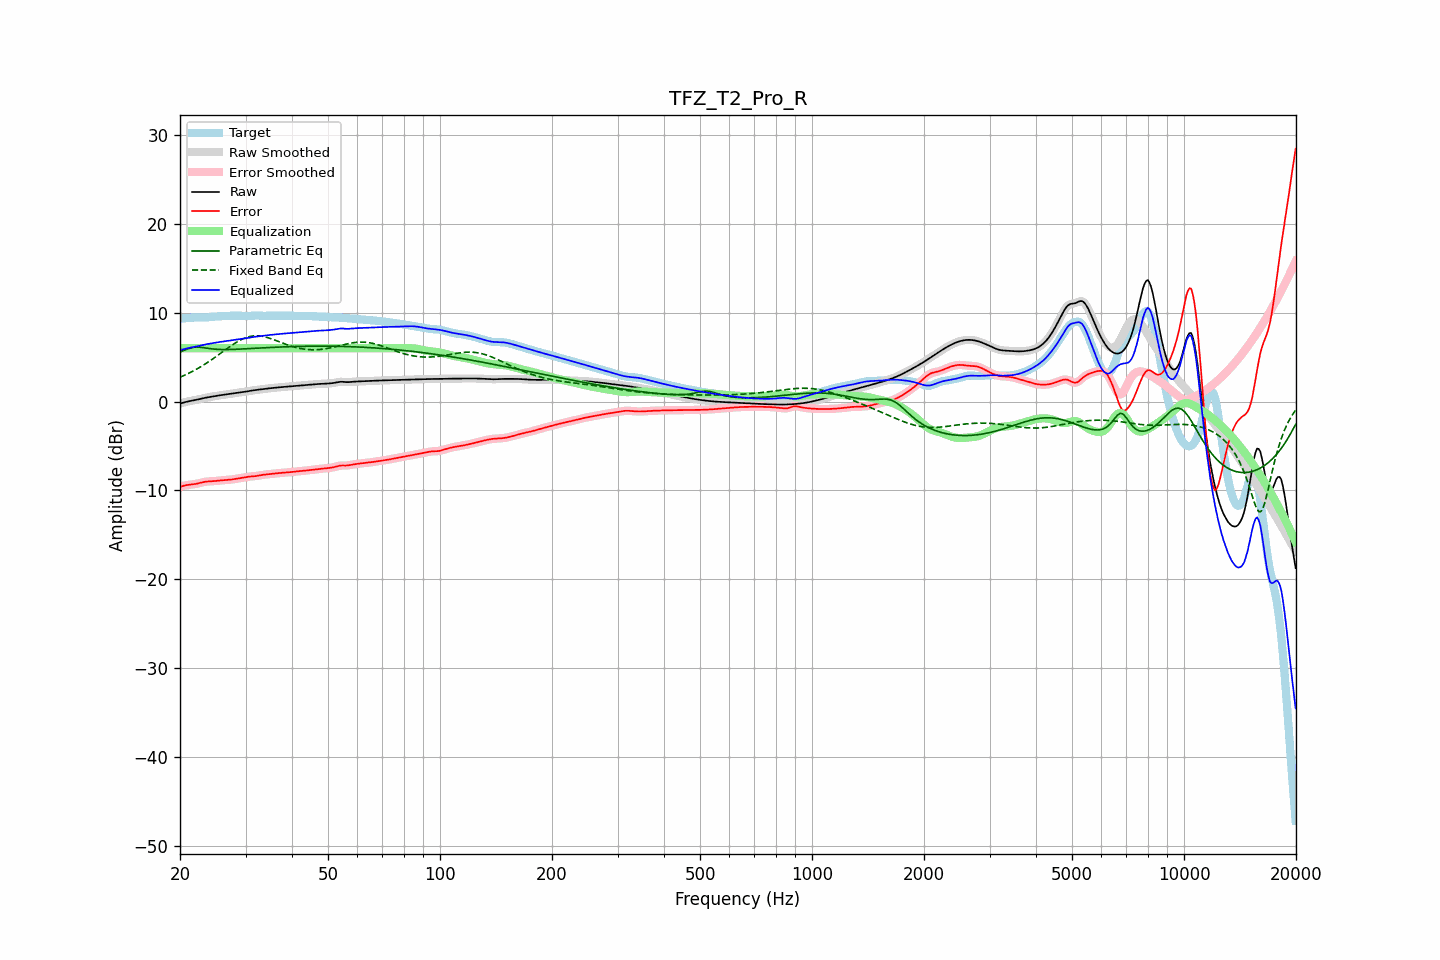 TFZ_T2_Pro_R
Target
Raw Smoothed
Error Smoothed
Raw
Error
Equalization
Parametric Eq
Fixed Band Eq
Equalized
30
20
10
0
−10
−20
−30
−40
−50
Amplitude (dBr)
20
50
100
200
500
1000
2000
5000
10000
20000
Frequency (Hz)